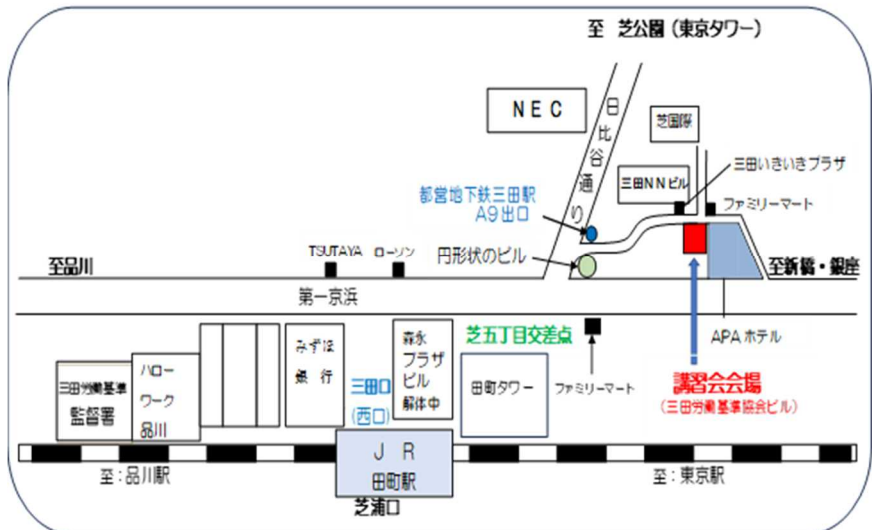 至　芝公園（東京タワー）
NEC
日比谷通り
芝国際
三田いきいきプラザ
三田NNビル
ファミリーマート
都営地下鉄三田駅
A9出口
円形状のビル
至品川
TSUTAYA
ローソン
至新橋・銀座
第一京浜
APAホテル
芝五丁目交差点
ファミリーマート
講習会会場
（三田労働基準協会ビル）
三田労働基準
監督署
ハロー
ワーク
品川
みずほ
銀行
三田口
（西口）
森永
プラザ
ビル
解体中
田町タワー
JR
田町駅
至：品川駅
至：東京駅
芝浦口